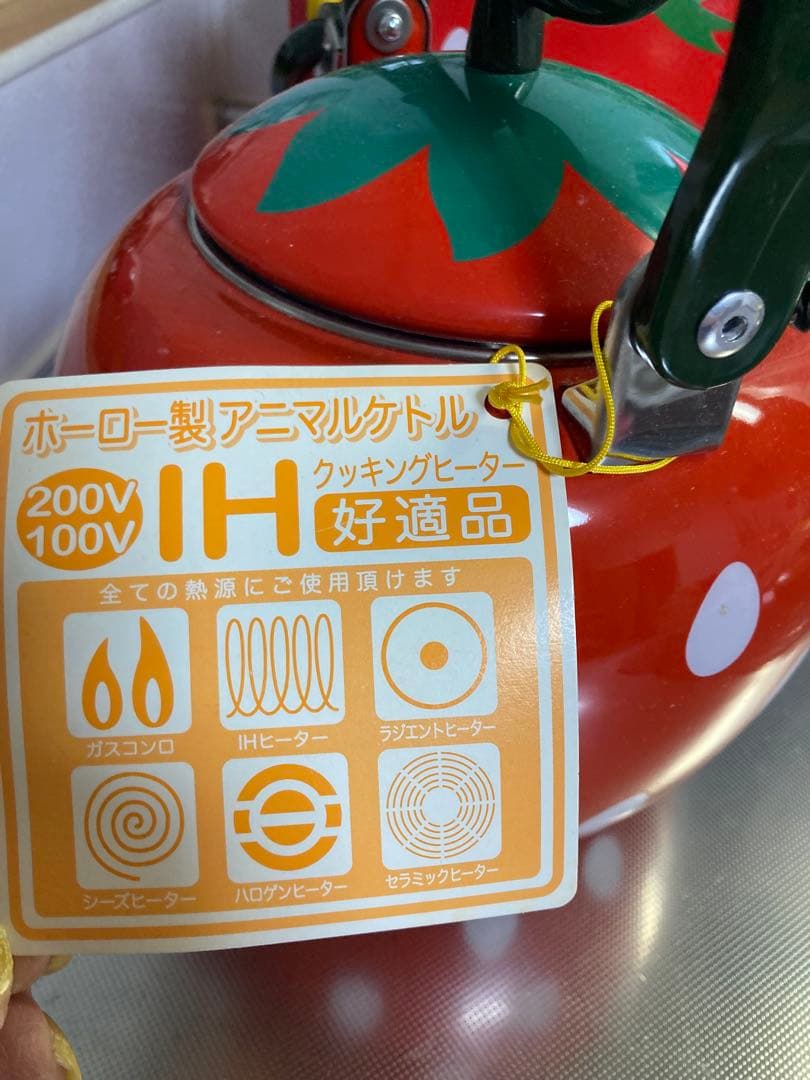 ホーロー製アニマルケトル
200V
100V
IH
クッキングヒーター
好適品
全ての熱源にご使用頂けます
ガスコンロ
IHヒーター
ラジエントヒーター
シーズヒーター
ハロゲンヒーター
セラミックヒーター